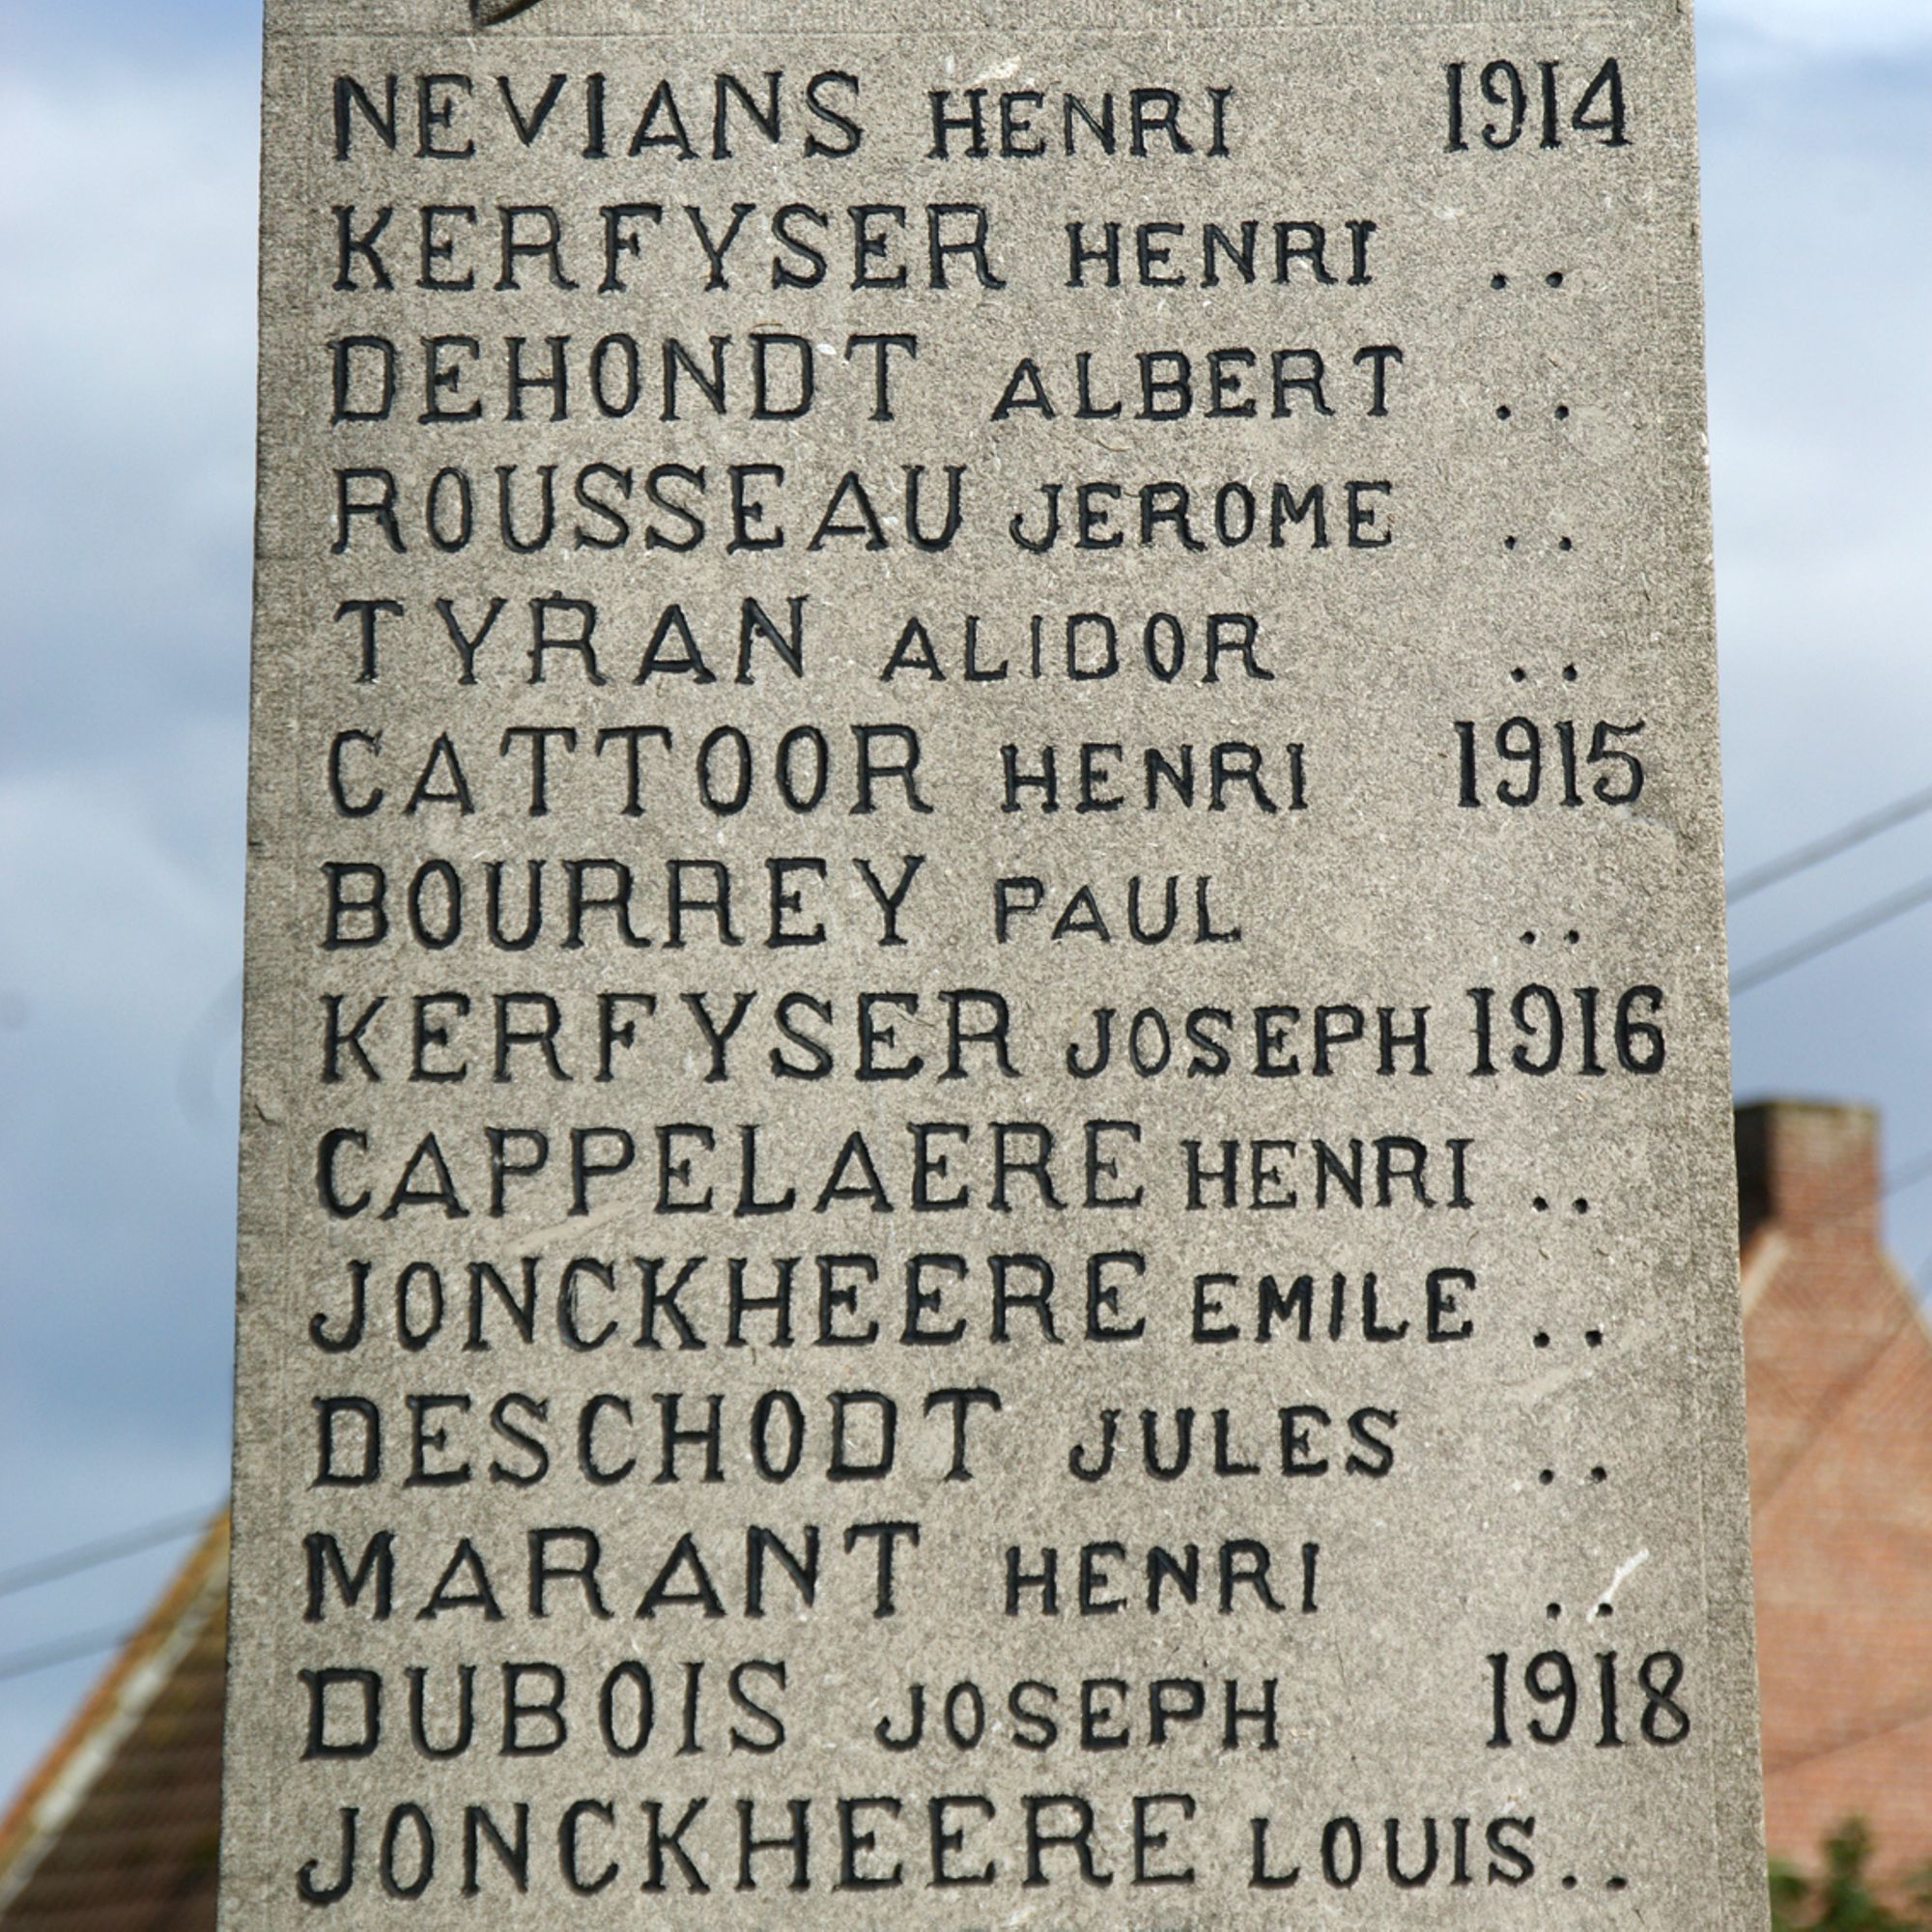 NEVIANS HENRI 1914
KERFYSER HENRI ..
DEHONDT ALBERT ..
ROUSSEAU JEROME ..
TYRAN ALIDOR ..
CATTOOR HENRI 1915
BOURREY PAUL ..
KERFYSER JOSEPH 1916
CAPPELAERE HENRI ..
JONCKHEERE EMILE ..
DESCHODT JULES ..
MARANT HENRI ..
DUBOIS JOSEPH 1918
JONCKHEERE LOUIS ..